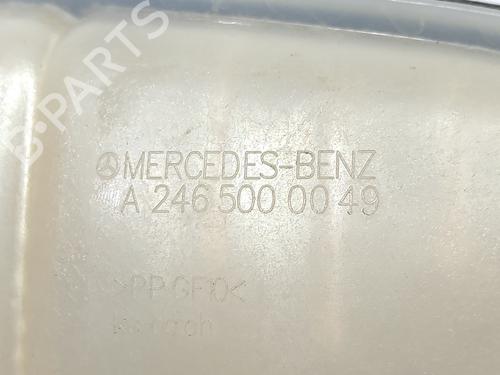 B-PARTS
MERCEDES-BENZ
A 246 500 00 49
>PP GF10<